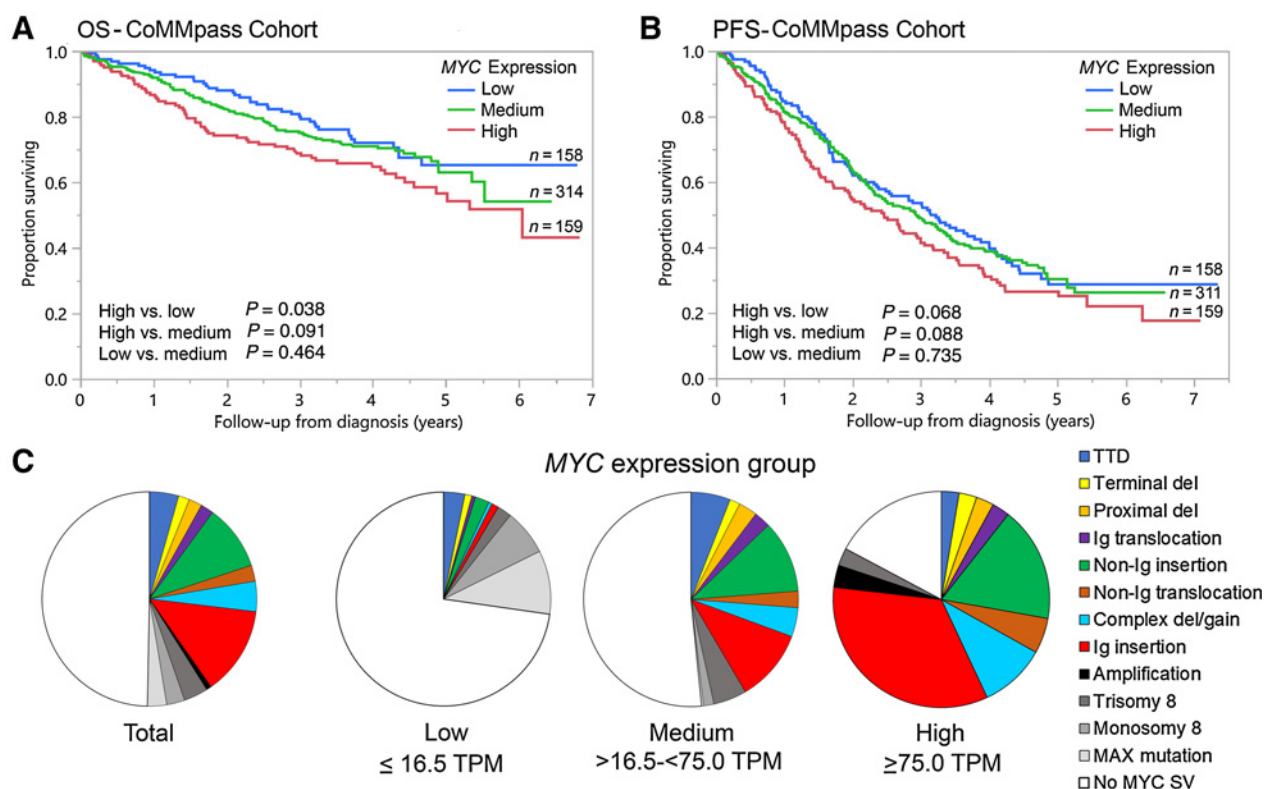 A OS - CoMMpass Cohort
1.0
0.8
0.6
0.4
0.2
0.0
Proportion surviving
MYC Expression
Low
Medium
High
n = 158
n = 314
n = 159
High vs. low P = 0.038
High vs. medium P = 0.091
Low vs. medium P = 0.464
1 2 3 4 5 6 7
Follow-up from diagnosis (years)
B PFS-CoMMpass Cohort
1.0
0.8
0.6
0.4
0.2
0.0
Proportion surviving
MYC Expression
Low
Medium
High
n = 158
n = 311
n = 159
High vs. low P = 0.068
High vs. medium P = 0.088
Low vs. medium P = 0.735
0 1 2 3 4 5 6 7
Follow-up from diagnosis (years)
C
MYC expression group
Total
Low
≤ 16.5 TPM
Medium
>16.5-<75.0 TPM
High
≥75.0 TPM
TTD
Terminal del
Proximal del
Ig translocation
Non-Ig insertion
Non-Ig translocation
Complex del/gain
Ig insertion
Amplification
Trisomy 8
Monosomy 8
MAX mutation
No MYC SV